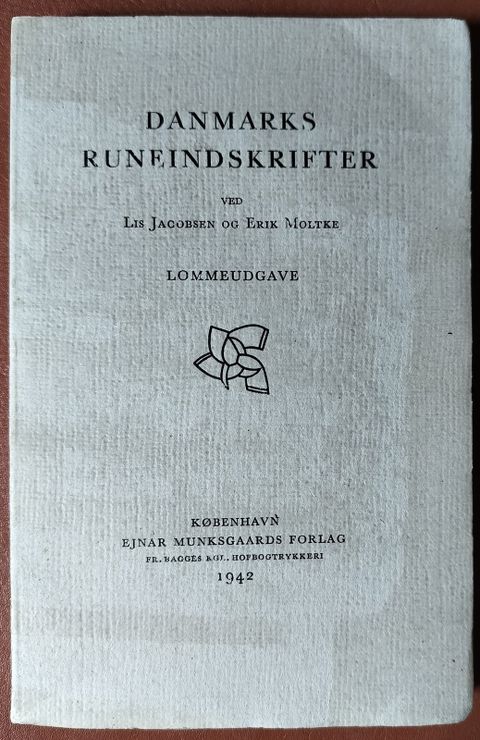 DANMARKS
RUNEINDSKRIFTER
VED
LIS JACOBSEN OG ERIK MOLTKE
LOMMEUDGAVE
KØBENHAVN
EJNAR MUNKSGAARDS FORLAG
FR. BAGGES KGL. HOFBOGTRYKKERI
1942